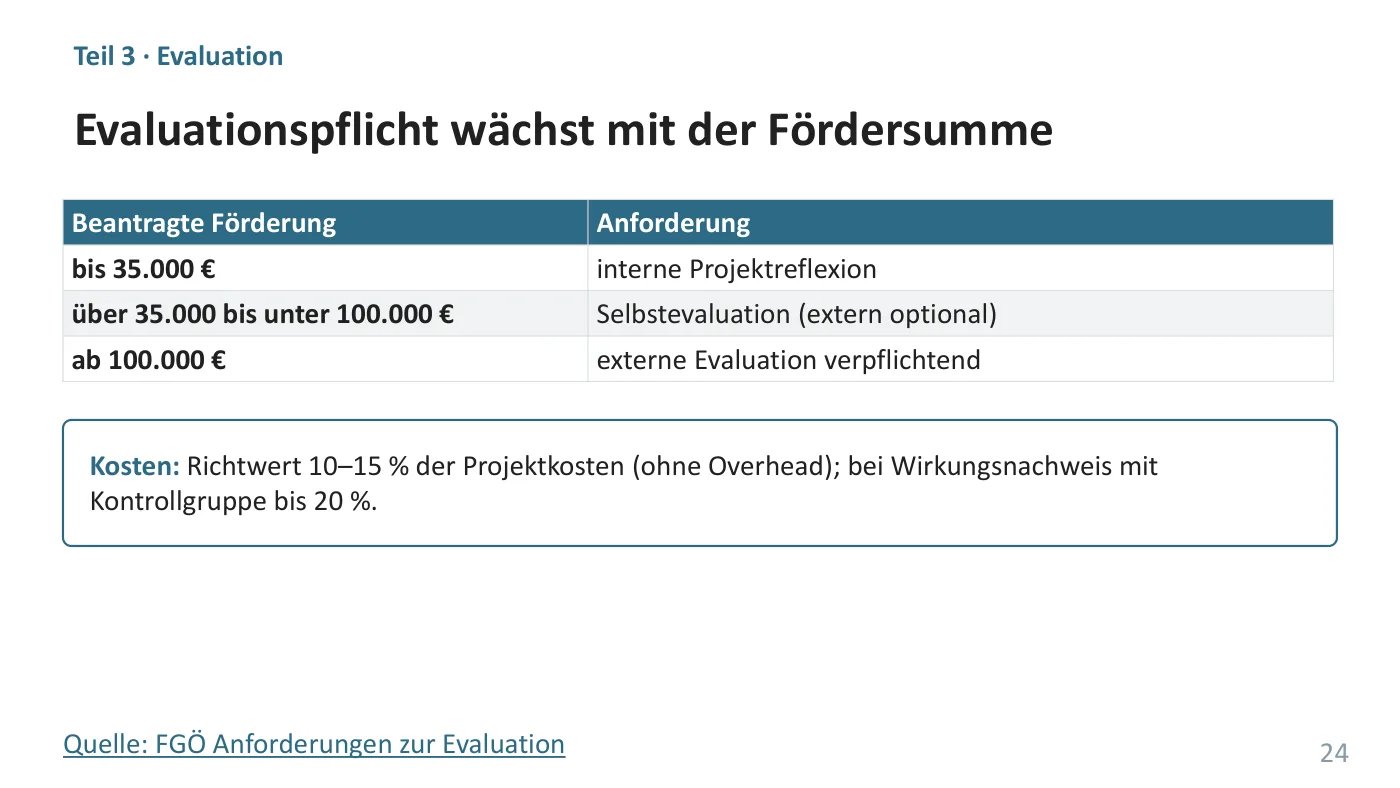 Teil 3 · Evaluation
Evaluationspflicht wächst mit der Fördersumme
Beantragte Förderung Anforderung
bis 35.000 € interne Projektreflexion
über 35.000 bis unter 100.000 € Selbstevaluation (extern optional)
ab 100.000 € externe Evaluation verpflichtend
Kosten: Richtwert 10–15 % der Projektkosten (ohne Overhead); bei Wirkungsnachweis mit
Kontrollgruppe bis 20 %.
Quelle: FGÖ Anforderungen zur Evaluation
24